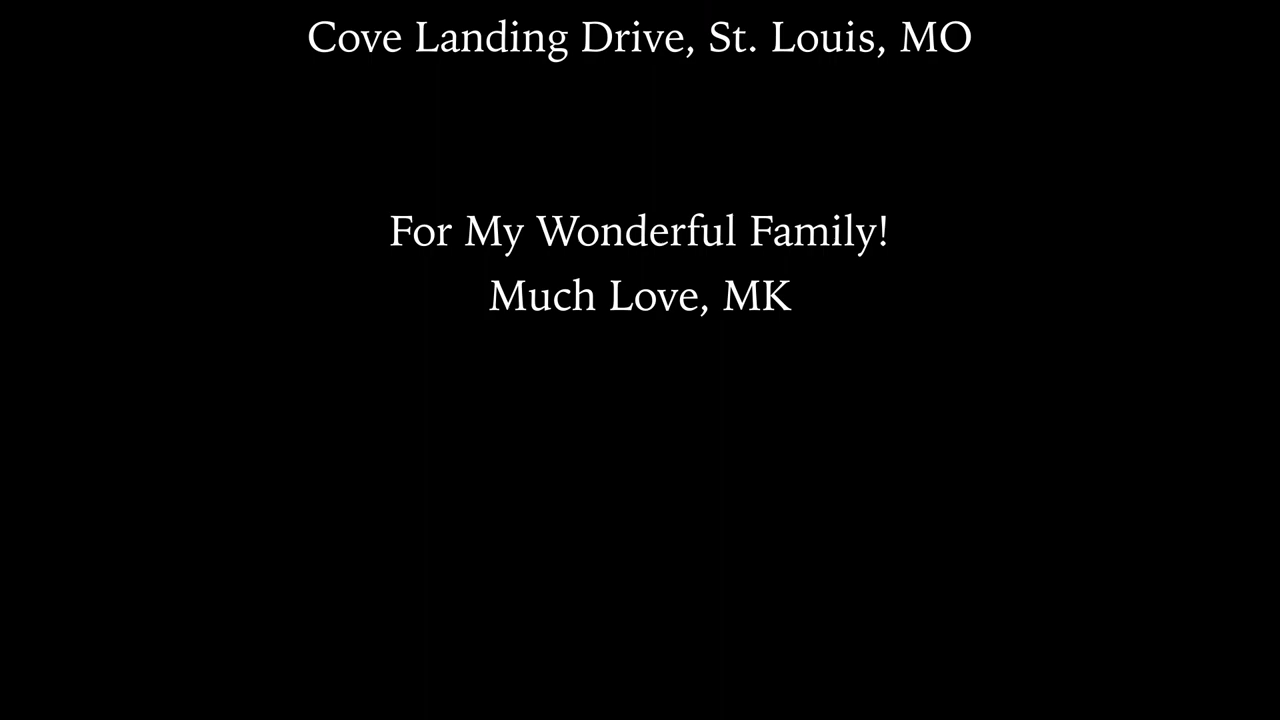 Cove Landing Drive, St. Louis, MO
For My Wonderful Family!
Much Love, MK